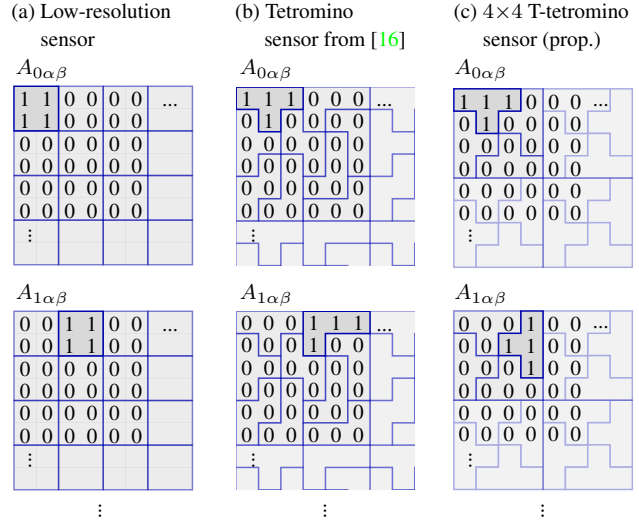 (a) Low-resolution
sensor
A0αβ
1 1 0 0 0 0 ...
1 1 0 0 0 0
0 0 0 0 0 0
0 0 0 0 0 0
0 0 0 0 0 0
0 0 0 0 0 0
⋮
A1αβ
0 0 1 1 0 0 ...
0 0 1 1 0 0
0 0 0 0 0 0
0 0 0 0 0 0
0 0 0 0 0 0
0 0 0 0 0 0
⋮
⋮
(b) Tetromino
sensor from [16]
A0αβ
1 1 1 0 0 0 ...
0 1 0 0 0 0
0 0 0 0 0 0
0 0 0 0 0 0
0 0 0 0 0 0
0 0 0 0 0 0
⋮
A1αβ
0 0 0 1 1 1 ...
0 0 0 1 0 0
0 0 0 0 0 0
0 0 0 0 0 0
0 0 0 0 0 0
0 0 0 0 0 0
⋮
⋮
(c) 4×4 T-tetromino
sensor (prop.)
A0αβ
1 1 1 0 0 0 ...
0 1 0 0 0 0
0 0 0 0 0 0
0 0 0 0 0 0
0 0 0 0 0 0
0 0 0 0 0 0
⋮
A1αβ
0 0 0 1 0 0 ...
0 0 1 1 0 0
0 0 0 1 0 0
0 0 0 0 0 0
0 0 0 0 0 0
0 0 0 0 0 0
⋮
⋮